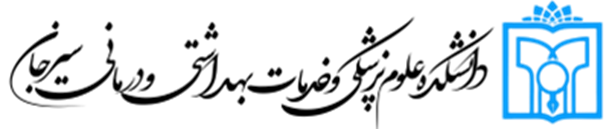 دانشکده علوم پزشکی و خدمات بهداشتی و درمانی سیرجان